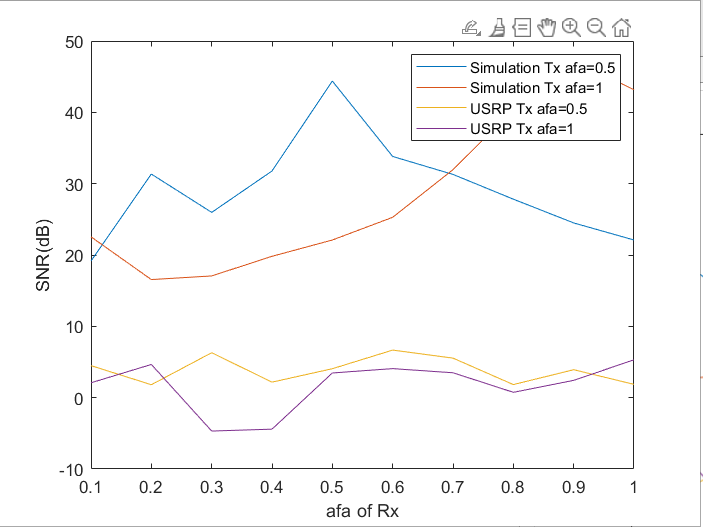 50
40
30
20
10
0
-10
SNR(dB)
Simulation Tx afa=0.5
Simulation Tx afa=1
USRP Tx afa=0.5
USRP Tx afa=1
0.1 0.2 0.3 0.4 0.5 0.6 0.7 0.8 0.9 1
afa of Rx